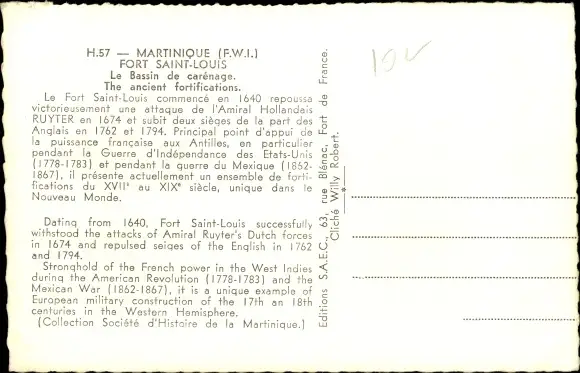 H.57 — MARTINIQUE (F.W.I.)
FORT SAINT-LOUIS
Le Bassin de carénage.
The ancient fortifications.
Le Fort Saint-Louis commencé en 1640 repoussa
victorieusement une attaque de l'Amiral Hollandais
RUYTER en 1674 et subit deux sièges de la part des
Anglais en 1762 et 1794. Principal point d'appui de
la puissance française aux Antilles, en particulier
pendant la Guerre d'Indépendance des Etats-Unis
(1778-1783) et pendant la guerre du Mexique (1862-
1867), il présente actuellement un ensemble de forti-
fications du XVIIe au XIXe siècle, unique dans le
Nouveau Monde.
Dating from 1640, Fort Saint-Louis successfully
withstood the attacks of Amiral Ruyter's Dutch forces
in 1674 and repulsed seiges of the English in 1762
and 1794.
Stronghold of the French power in the West Indies
during the American Revolution (1778-1783) and the
Mexican War (1862-1867), it is a unique example of
European military construction of the 17th an 18th
centuries in the Western Hemisphere.
(Collection Société d'Histoire de la Martinique.)
Editions S.A.E.C., 63, rue Blénac, Fort de France.
Cliché Willy Robert.